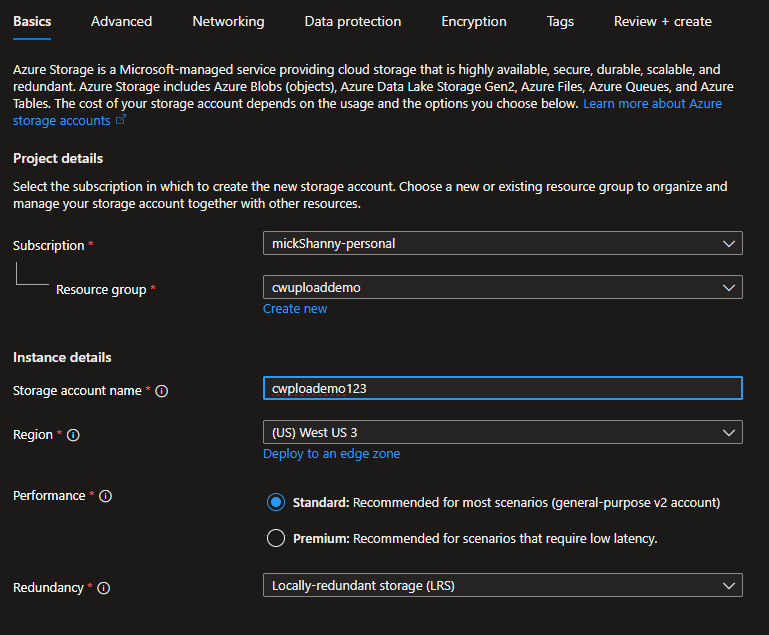 Basics Advanced Networking Data protection Encryption Tags Review + create
Azure Storage is a Microsoft-managed service providing cloud storage that is highly available, secure, durable, scalable, and
redundant. Azure Storage includes Azure Blobs (objects), Azure Data Lake Storage Gen2, Azure Files, Azure Queues, and Azure
Tables. The cost of your storage account depends on the usage and the options you choose below. Learn more about Azure
storage accounts
Project details
Select the subscription in which to create the new storage account. Choose a new or existing resource group to organize and
manage your storage account together with other resources.
Subscription * mickShanny-personal
Resource group * cwuploaddemo
Create new
Instance details
Storage account name * cwploademo123
Region * (US) West US 3
Deploy to an edge zone
Performance * Standard: Recommended for most scenarios (general-purpose v2 account)
Premium: Recommended for scenarios that require low latency.
Redundancy * Locally-redundant storage (LRS)